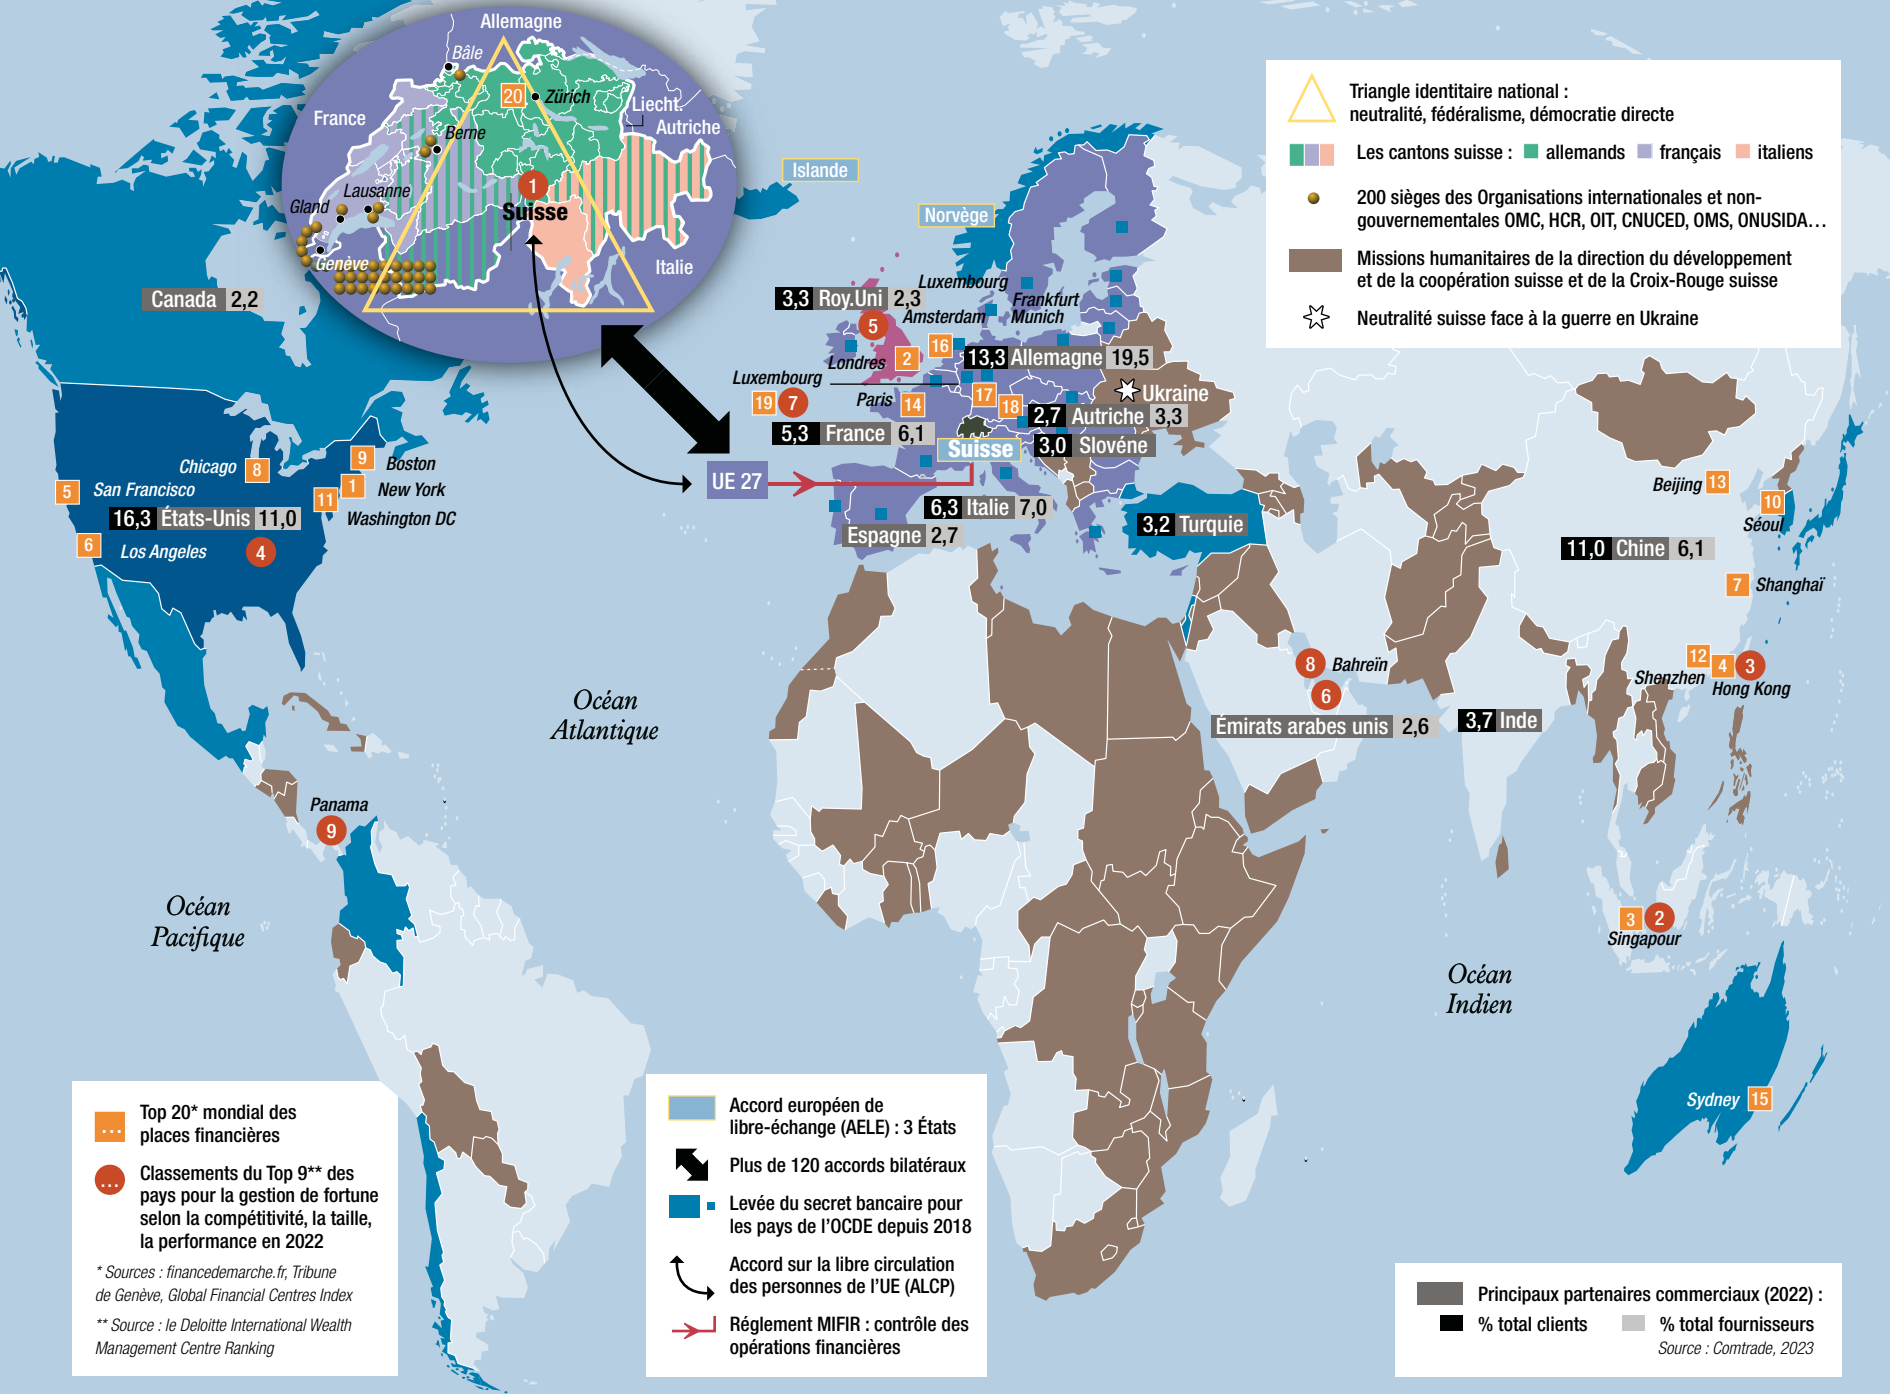 Allemagne
Bâle
20
Zürich
France
Liecht.
Autriche
Berne
Lausanne
Gland
1
Suisse
Genève
Italie
Triangle identitaire national :
neutralité, fédéralisme, démocratie directe
Les cantons suisse :
allemands
français
italiens
200 sièges des Organisations internationales et non-
gouvernementales OMC, HCR, OIT, CNUCED, OMS, ONUSIDA…
Missions humanitaires de la direction du développement
et de la coopération suisse et de la Croix-Rouge suisse
Neutralité suisse face à la guerre en Ukraine
Islande
Norvège
Canada 2,2
Luxembourg
3,3 Roy.Uni 2,3
Frankfurt
Amsterdam
Munich
5
16
Londres
2
13,3 Allemagne 19,5
Luxembourg
19
7
Paris
14
17
18
Ukraine
2,7 Autriche 3,3
5,3 France 6,1
Suisse
3,0 Slovéne
UE 27
6,3 Italie 7,0
Espagne 2,7
3,2 Turquie
Chicago
8
9
Boston
5
San Francisco
1
New York
11
Washington DC
16,3 États-Unis 11,0
6
Los Angeles
4
Beijing
13
10
Séoul
11,0 Chine 6,1
7
Shanghaï
12
4
3
Shenzhen
Hong Kong
8
Bahreïn
6
Émirats arabes unis 2,6
3,7 Inde
Océan
Atlantique
Panama
9
Océan
Pacifique
3
2
Singapour
Océan
Indien
Sydney
15
...
Top 20* mondial des
places financières
...
Classements du Top 9** des
pays pour la gestion de fortune
selon la compétitivité, la taille,
la performance en 2022
* Sources : financedemarche.fr, Tribune
de Genève, Global Financial Centres Index
** Source : le Deloitte International Wealth
Management Centre Ranking
Accord européen de
libre-échange (AELE) : 3 États
Plus de 120 accords bilatéraux
Levée du secret bancaire pour
les pays de l'OCDE depuis 2018
Accord sur la libre circulation
des personnes de l'UE (ALCP)
Réglement MIFIR : contrôle des
opérations financières
Principaux partenaires commerciaux (2022) :
% total clients
% total fournisseurs
Source : Comtrade, 2023